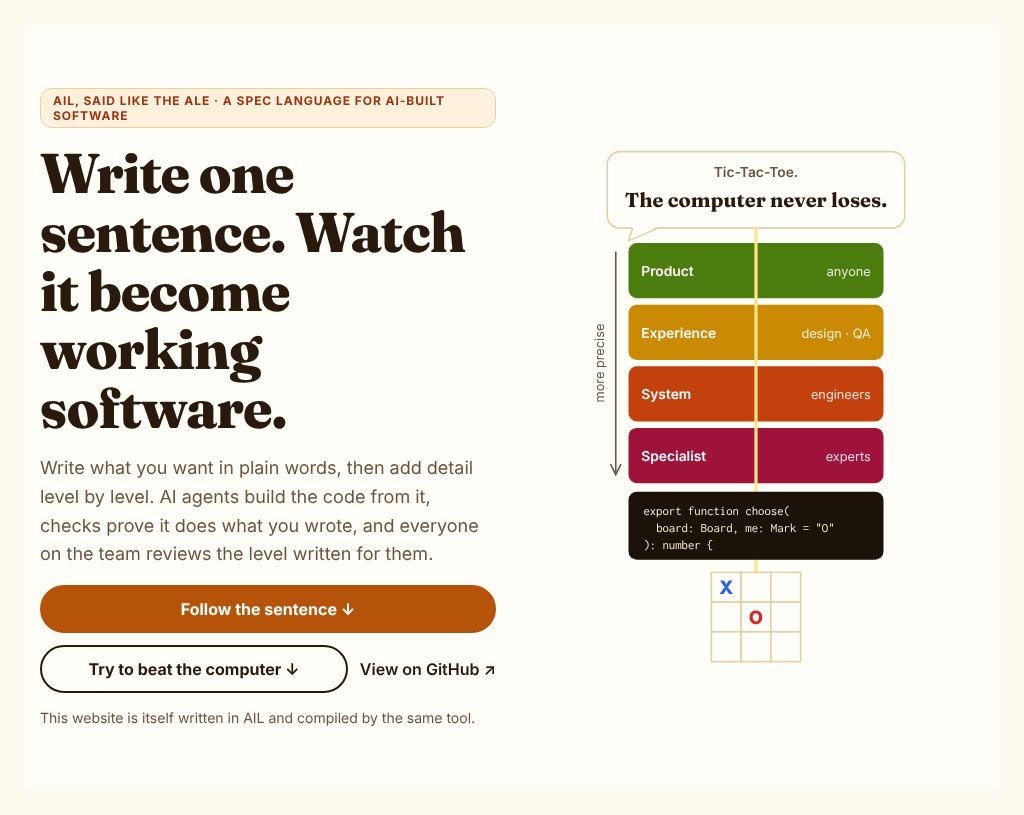 AIL, SAID LIKE THE ALE · A SPEC LANGUAGE FOR AI-BUILT
SOFTWARE
Write one
sentence. Watch
it become
working
software.
Write what you want in plain words, then add detail
level by level. AI agents build the code from it,
checks prove it does what you wrote, and everyone
on the team reviews the level written for them.
Follow the sentence ↓
Try to beat the computer ↓
View on GitHub ↗
This website is itself written in AIL and compiled by the same tool.
Tic-Tac-Toe.
The computer never loses.
more precise
Product anyone
Experience design · QA
System engineers
Specialist experts
export function choose(
  board: Board, me: Mark = "O"
): number {
X
O